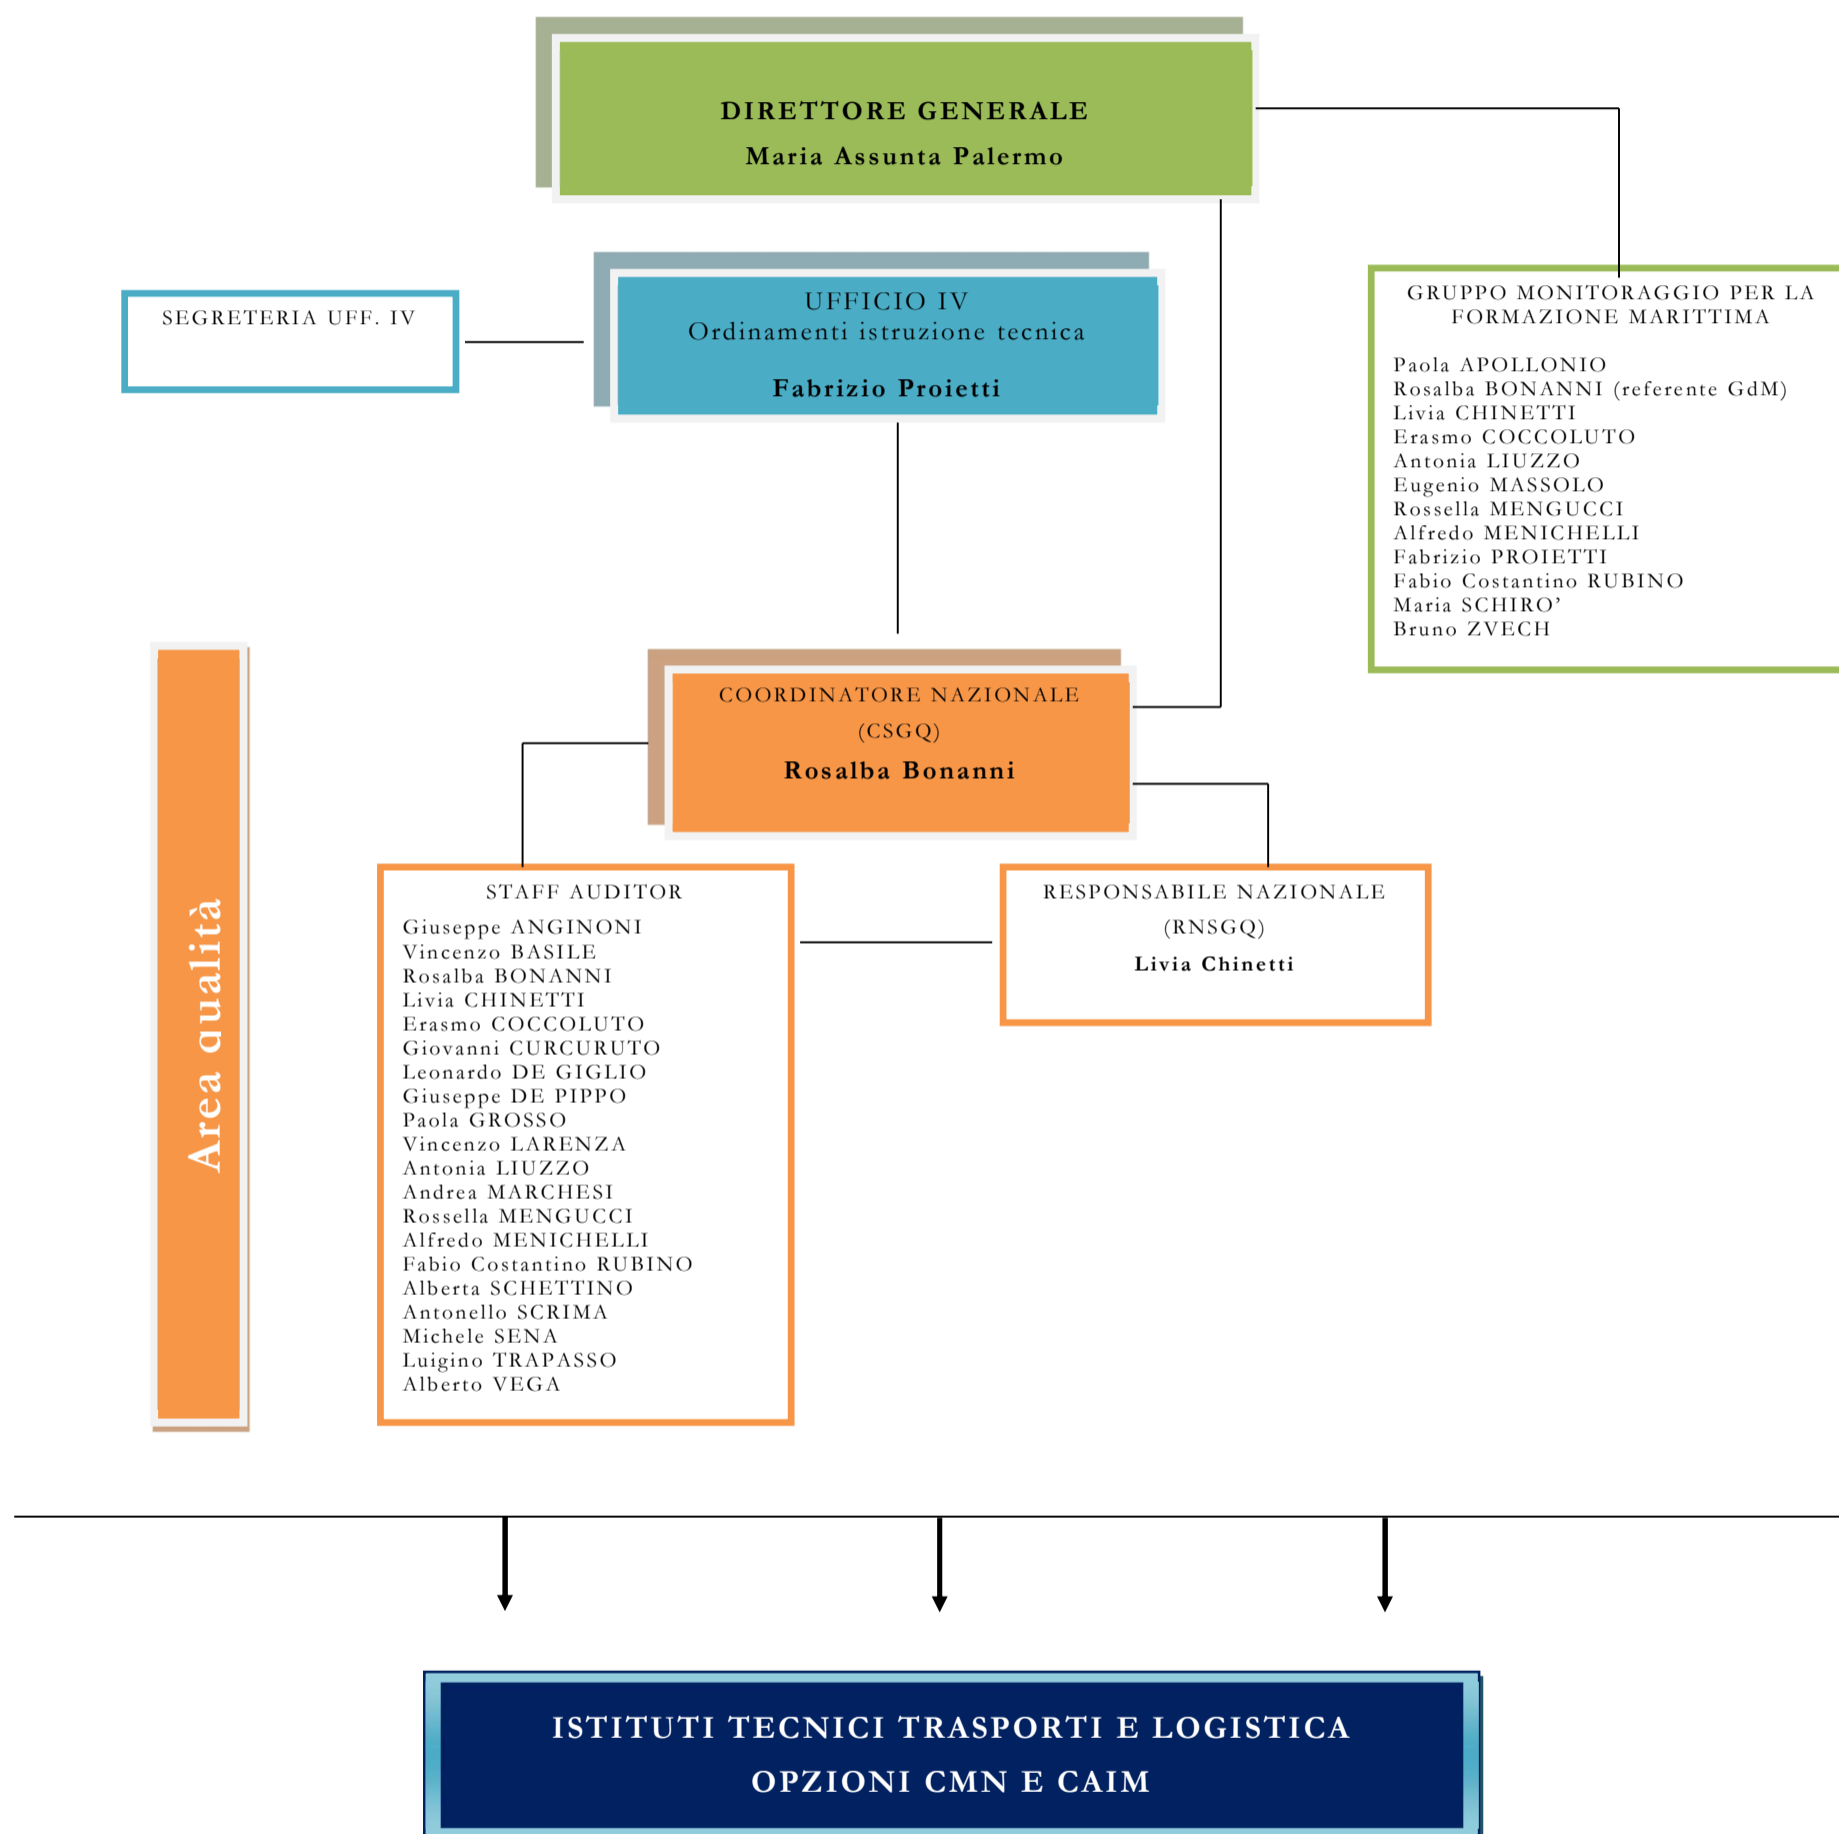 DIRETTORE GENERALE
Maria Assunta Palermo
SEGRETERIA UFF. IV
UFFICIO IV
Ordinamenti istruzione tecnica
Fabrizio Proietti
GRUPPO MONITORAGGIO PER LA
FORMAZIONE MARITTIMA
Paola APOLLONIO
Rosalba BONANNI (referente GdM)
Livia CHINETTI
Erasmo COCCOLUTO
Antonia LIUZZO
Eugenio MASSOLO
Rossella MENGUCCI
Alfredo MENICHELLI
Fabrizio PROIETTI
Fabio Costantino RUBINO
Maria SCHIRO’
Bruno ZVECH
Area qualità
COORDINATORE NAZIONALE
(CSGQ)
Rosalba Bonanni
STAFF AUDITOR
Giuseppe ANGINONI
Vincenzo BASILE
Rosalba BONANNI
Livia CHINETTI
Erasmo COCCOLUTO
Giovanni CURCURUTO
Leonardo DE GIGLIO
Giuseppe DE PIPPO
Paola GROSSO
Vincenzo LARENZA
Antonia LIUZZO
Andrea MARCHESI
Rossella MENGUCCI
Alfredo MENICHELLI
Fabio Costantino RUBINO
Alberta SCHETTINO
Antonello SCRIMA
Michele SENA
Luigino TRAPASSO
Alberto VEGA
RESPONSABILE NAZIONALE
(RNSGQ)
Livia Chinetti
ISTITUTI TECNICI TRASPORTI E LOGISTICA
OPZIONI CMN E CAIM